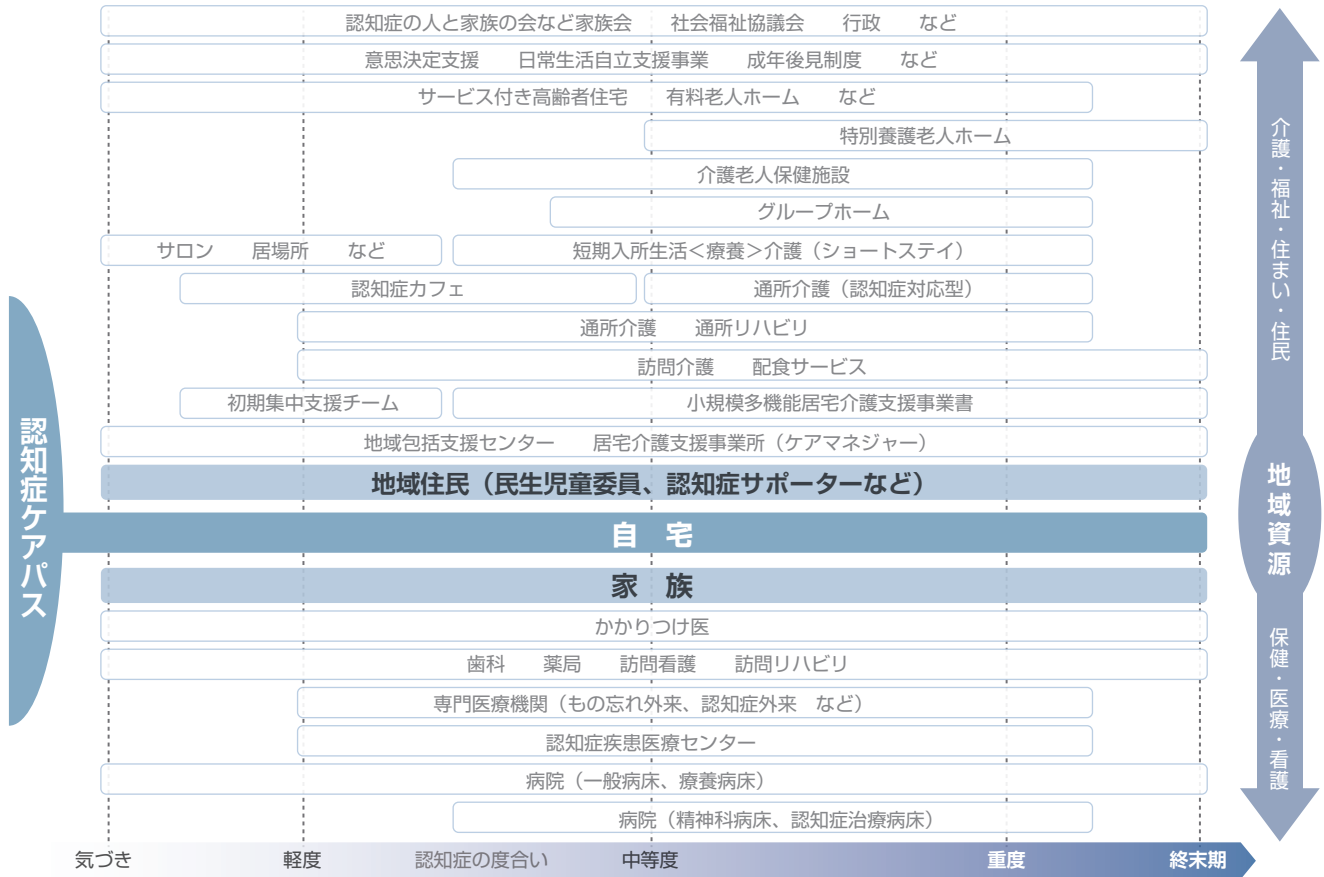 認知症の人と家族の会など家族会 社会福祉協議会 行政 など
意思決定支援 日常生活自立支援事業 成年後見制度 など
サービス付き高齢者住宅 有料老人ホーム など
特別養護老人ホーム
介護老人保健施設
グループホーム
サロン 居場所 など
短期入所生活<療養>介護(ショートステイ)
認知症カフェ
通所介護(認知症対応型)
通所介護 通所リハビリ
訪問介護 配食サービス
初期集中支援チーム
小規模多機能居宅介護支援事業書
地域包括支援センター 居宅介護支援事業所(ケアマネジャー)
地域住民(民生児童委員、認知症サポーターなど)
自 宅
家 族
かかりつけ医
歯科 薬局 訪問看護 訪問リハビリ
専門医療機関(もの忘れ外来、認知症外来 など)
認知症疾患医療センター
病院(一般病床、療養病床)
病院(精神科病床、認知症治療病床)
気づき 軽度 認知症の度合い 中等度 重度 終末期
認知症ケアパス
介護・福祉・住まい・住民
地域資源
保健・医療・看護